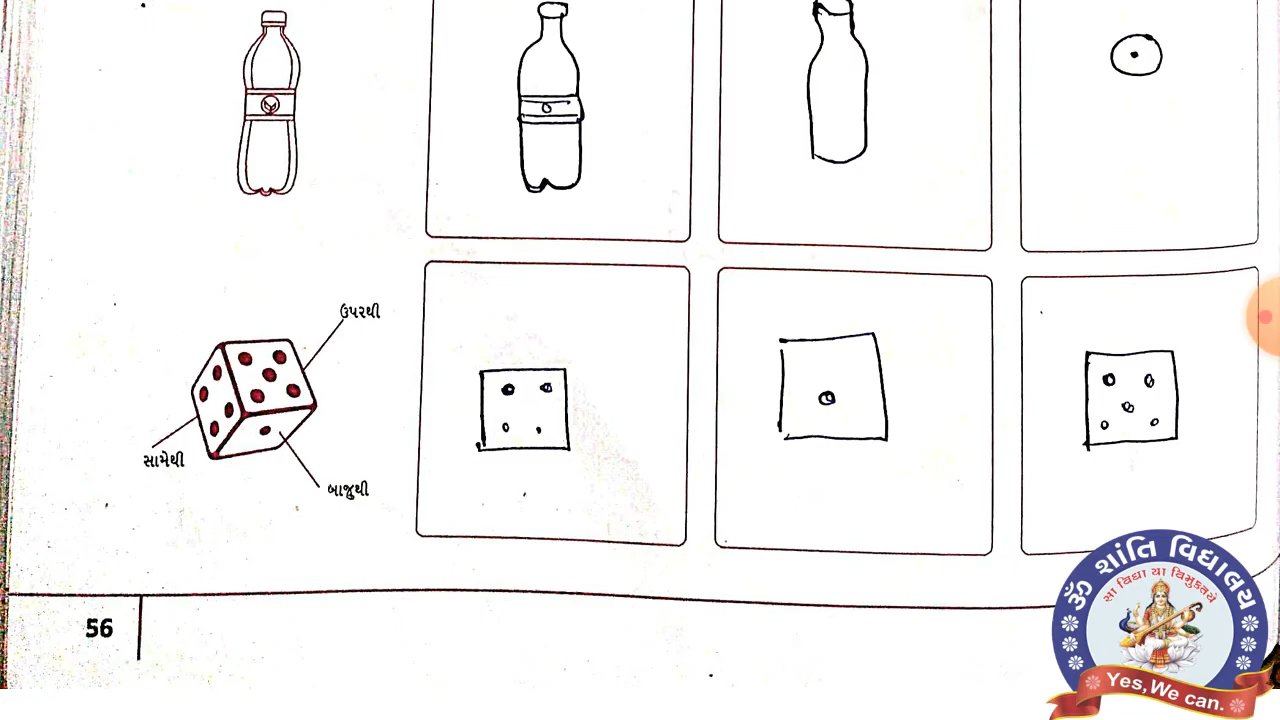 ઉપરથી
સામેથી
બાજુથી
56
ૐ શાંતિ વિદ્યાલય
સા વિદ્યા યા વિમુક્તયે
Yes, We can.